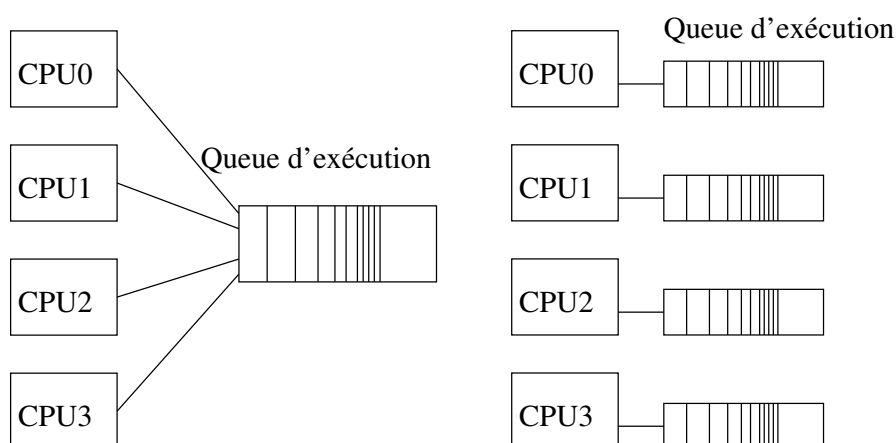 CPU0
CPU1
CPU2
CPU3
Queue d'exécution
Queue d'exécution
CPU0
CPU1
CPU2
CPU3